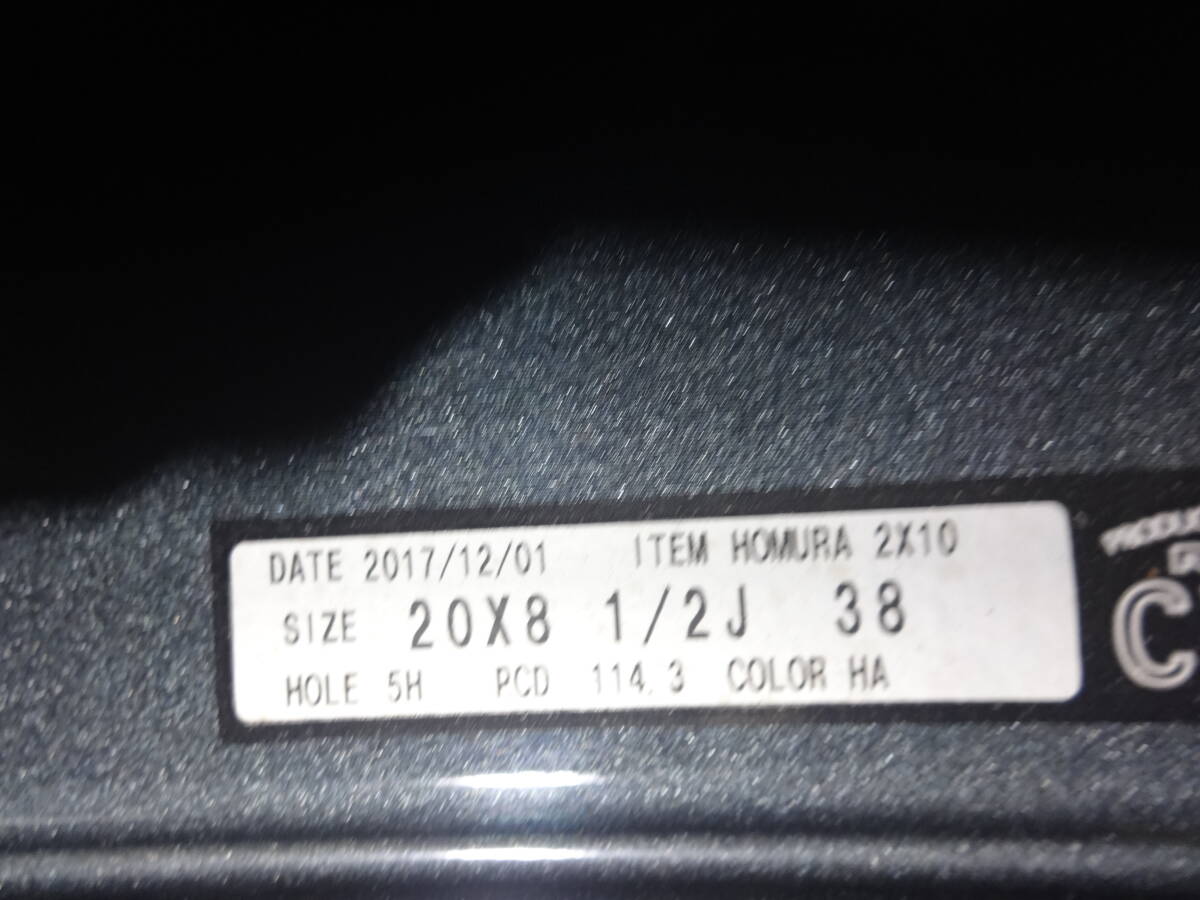 DATE 2017/12/01 ITEM HOMURA 2X10
SIZE 20X8 1/2J 38
HOLE 5H PCD 114.3 COLOR HA
C